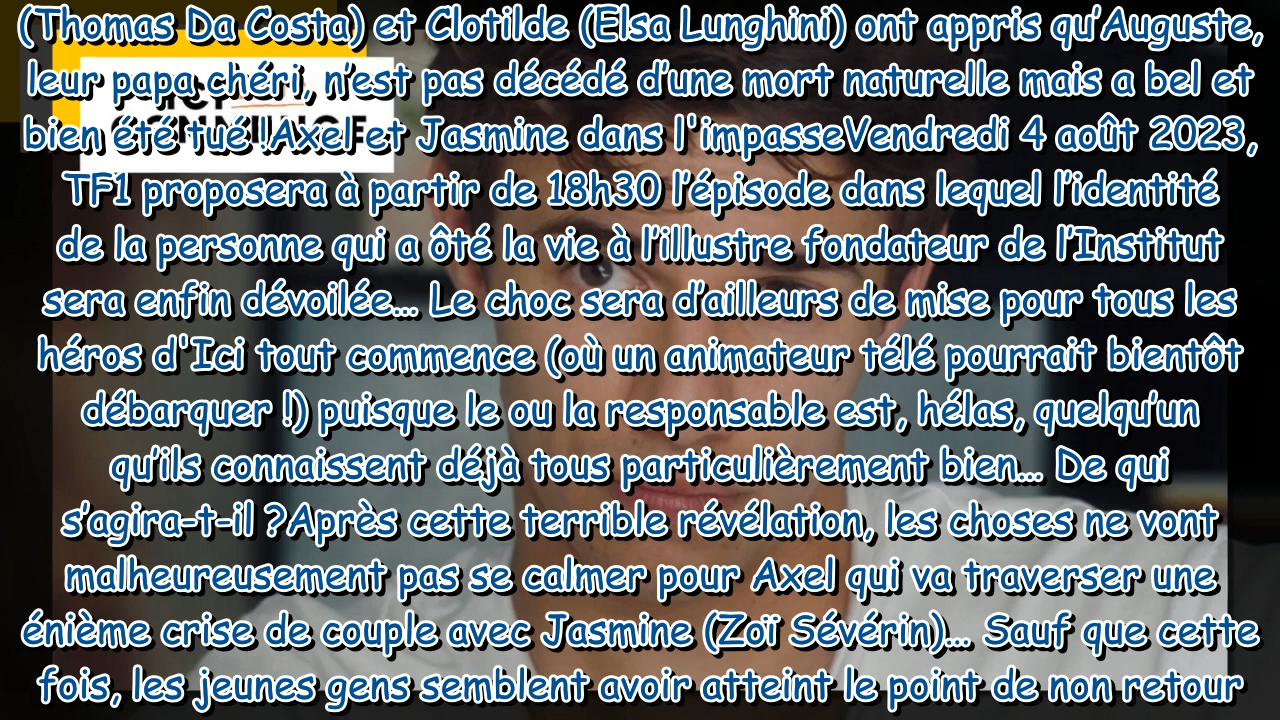 (Thomas Da Costa) et Clotilde (Elsa Lunghini) ont appris qu’Auguste,
leur papa chéri, n’est pas décédé d’une mort naturelle mais a bel et
bien été tué !Axel et Jasmine dans l'impasseVendredi 4 août 2023,
TF1 proposera à partir de 18h30 l’épisode dans lequel l’identité
de la personne qui a ôté la vie à l’illustre fondateur de l’Institut
sera enfin dévoilée... Le choc sera d’ailleurs de mise pour tous les
héros d'Ici tout commence (où un animateur télé pourrait bientôt
débarquer !) puisque le ou la responsable est, hélas, quelqu’un
qu’ils connaissent déjà tous particulièrement bien... De qui
s’agira-t-il ?Après cette terrible révélation, les choses ne vont
malheureusement pas se calmer pour Axel qui va traverser une
énième crise de couple avec Jasmine (Zoï Sévérin)... Sauf que cette
fois, les jeunes gens semblent avoir atteint le point de non retour